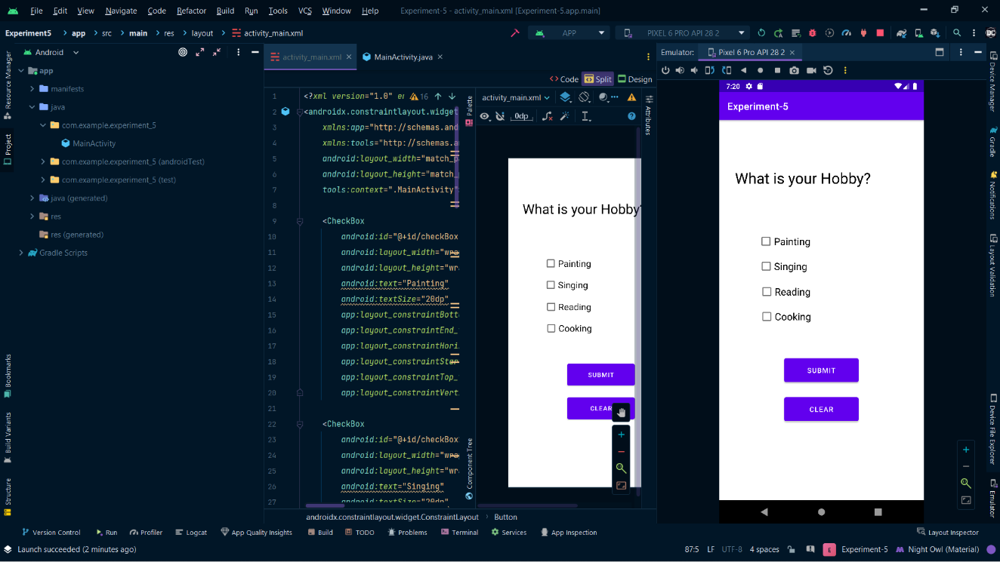 File Edit View Navigate Code Refactor Build Run Tools VCS Window Help Experiment-5 - activity_main.xml [Experiment-5.app.main]
Experiment5 app src main res layout activity_main.xml APP PIXEL 6 PRO API 28 2 DC
Android activity_main.xml MainActivity.java Emulator: Pixel 6 Pro API 28 2
Code Split Design
Resource Manager
Project
Bookmarks
Build Variants
Structure
app
manifests
java
com.example.experiment_5
MainActivity
com.example.experiment_5 (androidTest)
com.example.experiment_5 (test)
java (generated)
res
res (generated)
Gradle Scripts
16
1 <?xml version="1.0"
2 <androidx.constraintlayout.widget
3 xmlns:app="http://schemas.and
4 xmlns:tools="http://schemas.a
5 android:layout_width="match_p
6 android:layout_height="match_
7 tools:context=".MainActivity"
8
9 <CheckBox
10 android:id="@+id/checkBox
11 android:layout_width="wra
12 android:layout_height="wr
13 android:text="Painting"
14 android:textSize="20dp"
15 app:layout_constraintBott
16 app:layout_constraintEnd_
17 app:layout_constraintHori
18 app:layout_constraintStar
19 app:layout_constraintTop_
20 app:layout_constraintVert
21
22 <CheckBox
23 android:id="@+id/checkBox
24 android:layout_width="wra
25 android:layout_height="wr
26 android:text="Singing"
27 android:textSize="20dp"
androidx.constraintlayout.widget.ConstraintLayout Button
Palette
Component Tree
activity_main.xml
0dp
Attributes
What is your Hobby?
Painting
Singing
Reading
Cooking
SUBMIT
CLEAR
7:20
Experiment-5
What is your Hobby?
Painting
Singing
Reading
Cooking
SUBMIT
CLEAR
Device Manager
Gradle
Notifications
Layout Validation
Device File Explorer
Emulator
Version Control Run Profiler Logcat App Quality Insights Build TODO Problems Terminal Services App Inspection Layout Inspector
Launch succeeded (2 minutes ago) 87:5 LF UTF-8 4 spaces E Experiment-5 Night Owl (Material)